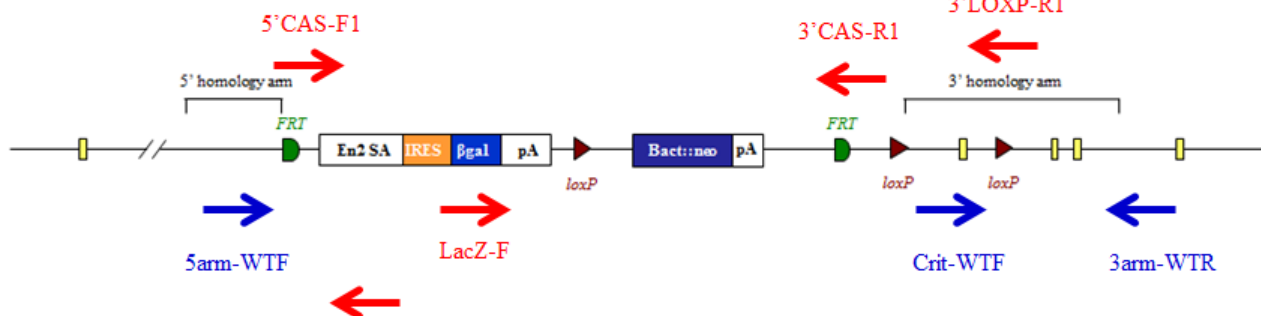 3'LOXP-R1
5'CAS-F1
3'CAS-R1
5' homology arm
3' homology arm
FRT
FRT
En2 SA
IRES
βgal
pA
Bact::neo
pA
loxP
loxP
loxP
5arm-WTF
LacZ-F
Crit-WTF
3arm-WTR